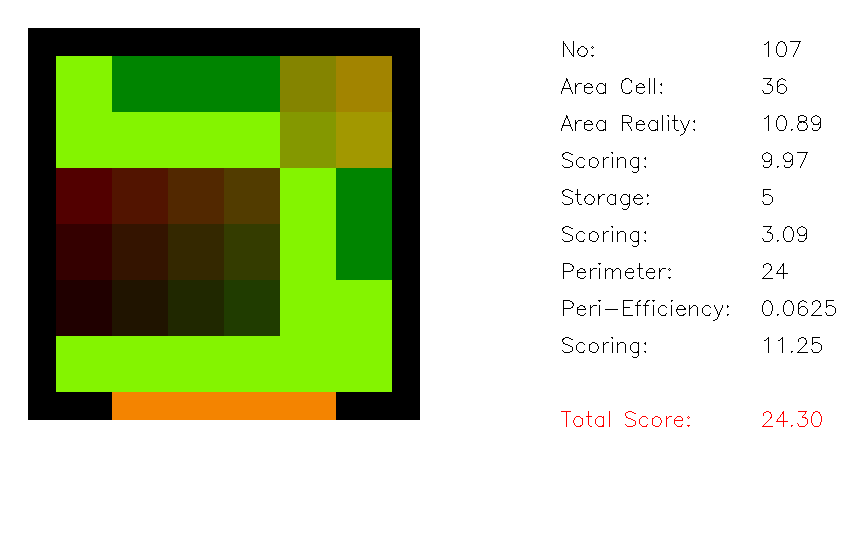 No: 107
Area Cell: 36
Area Reality: 10.89
Scoring: 9.97
Storage: 5
Scoring: 3.09
Perimeter: 24
Peri-Efficiency: 0.0625
Scoring: 11.25
Total Score: 24.30